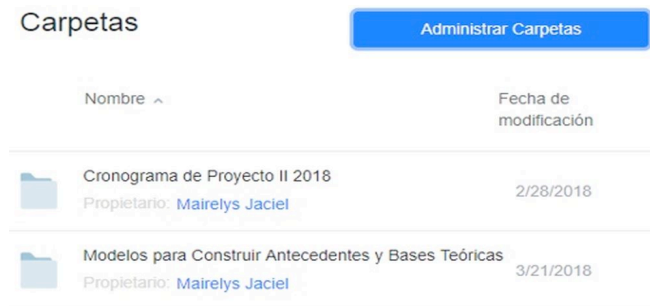 Carpetas
Administrar Carpetas
Nombre
Fecha de
modificación
Cronograma de Proyecto II 2018
Propietario: Mairelys Jaciel
2/28/2018
Modelos para Construir Antecedentes y Bases Teóricas
Propietario: Mairelys Jaciel
3/21/2018